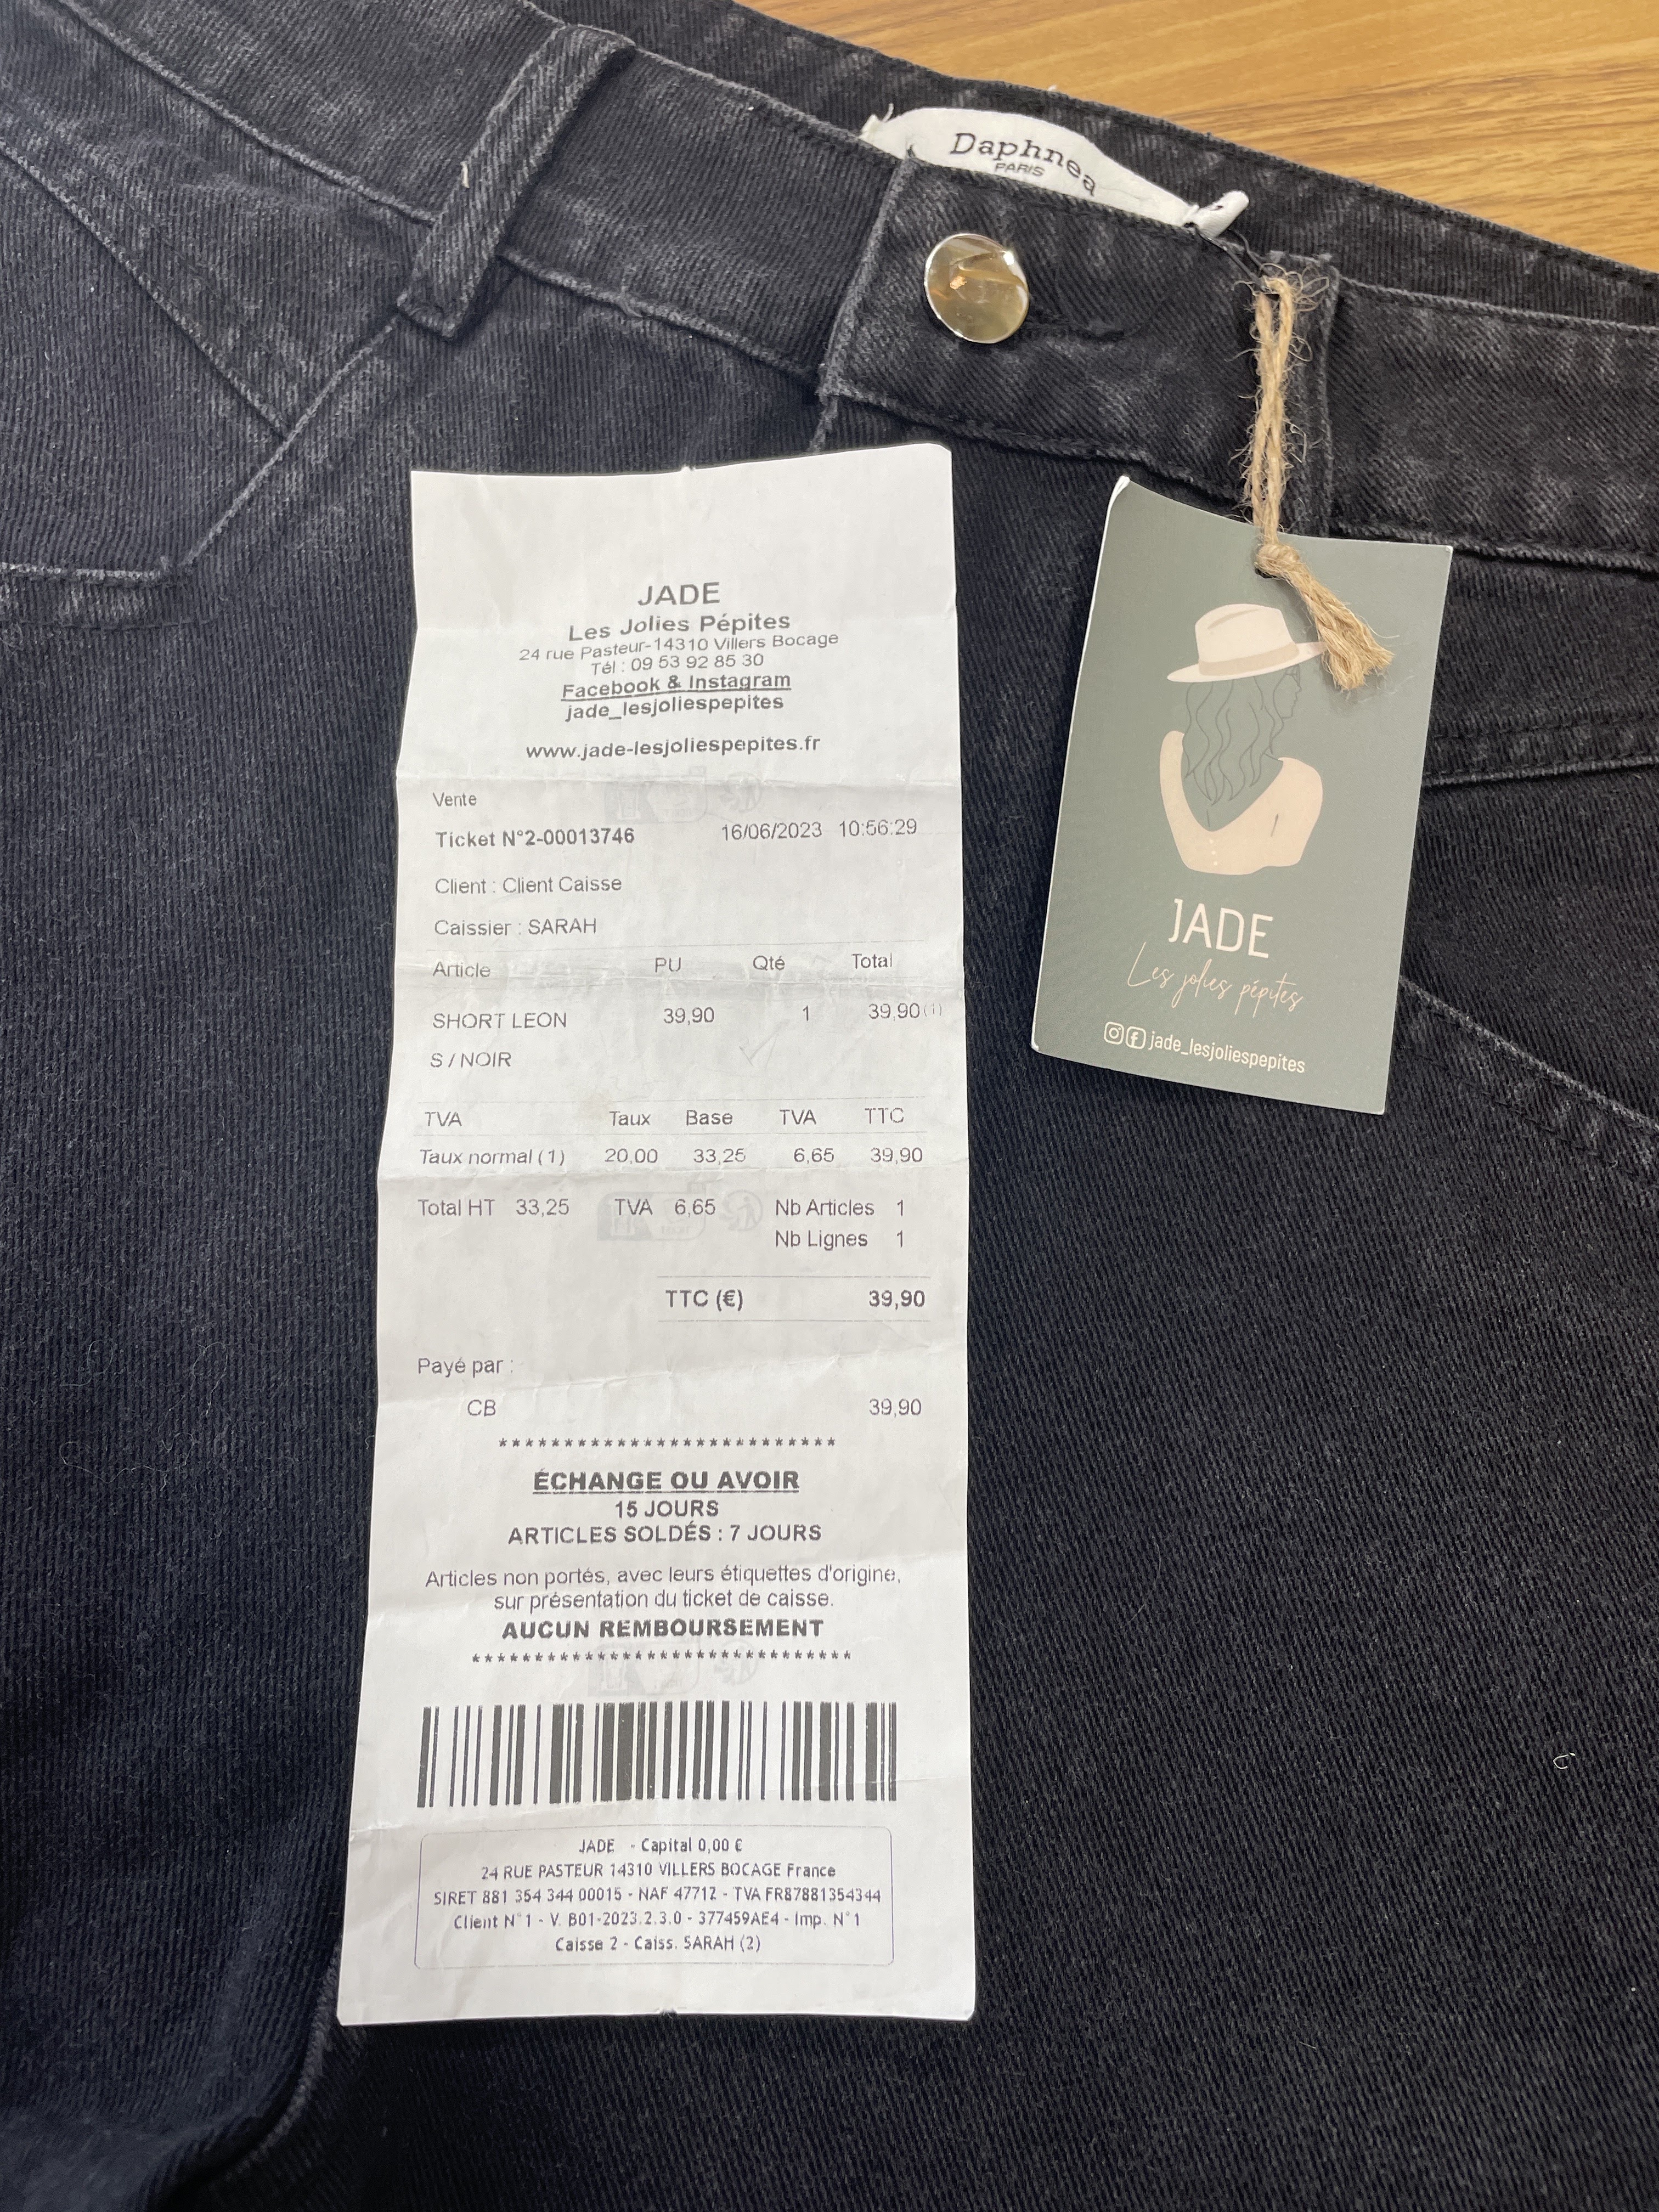 Daphnea
PARIS
JADE
Les Jolies Pépites
24 rue Pasteur-14310 Villers Bocage
Tél : 09 53 92 85 30
Facebook & Instagram
jade_lesjoliespepites
www.jade-lesjoliespepites.fr
Vente
Ticket N°2-00013746 16/06/2023 10:56:29
Client : Client Caisse
Caissier : SARAH
Article PU Qté Total
SHORT LEON 39,90 1 39,90 (1)
S / NOIR
TVA Taux Base TVA TTC
Taux normal (1) 20,00 33,25 6,65 39,90
Total HT 33,25 TVA 6,65 Nb Articles 1
Nb Lignes 1
TTC (€) 39,90
Payé par :
CB 39,90
**************************
ÉCHANGE OU AVOIR
15 JOURS
ARTICLES SOLDÉS : 7 JOURS
Articles non portés, avec leurs étiquettes d'origine,
sur présentation du ticket de caisse.
AUCUN REMBOURSEMENT
******************************
JADE - Capital 0,00 €
24 RUE PASTEUR 14310 VILLERS BOCAGE France
SIRET 881 354 344 00015 - NAF 4771Z - TVA FR87881354344
Client N°1 - V. B01-2023.2.3.0 - 377459AE4 - Imp. N°1
Caisse 2 - Caiss. SARAH (2)
JADE
Les jolies pépites
jade_lesjoliespepites